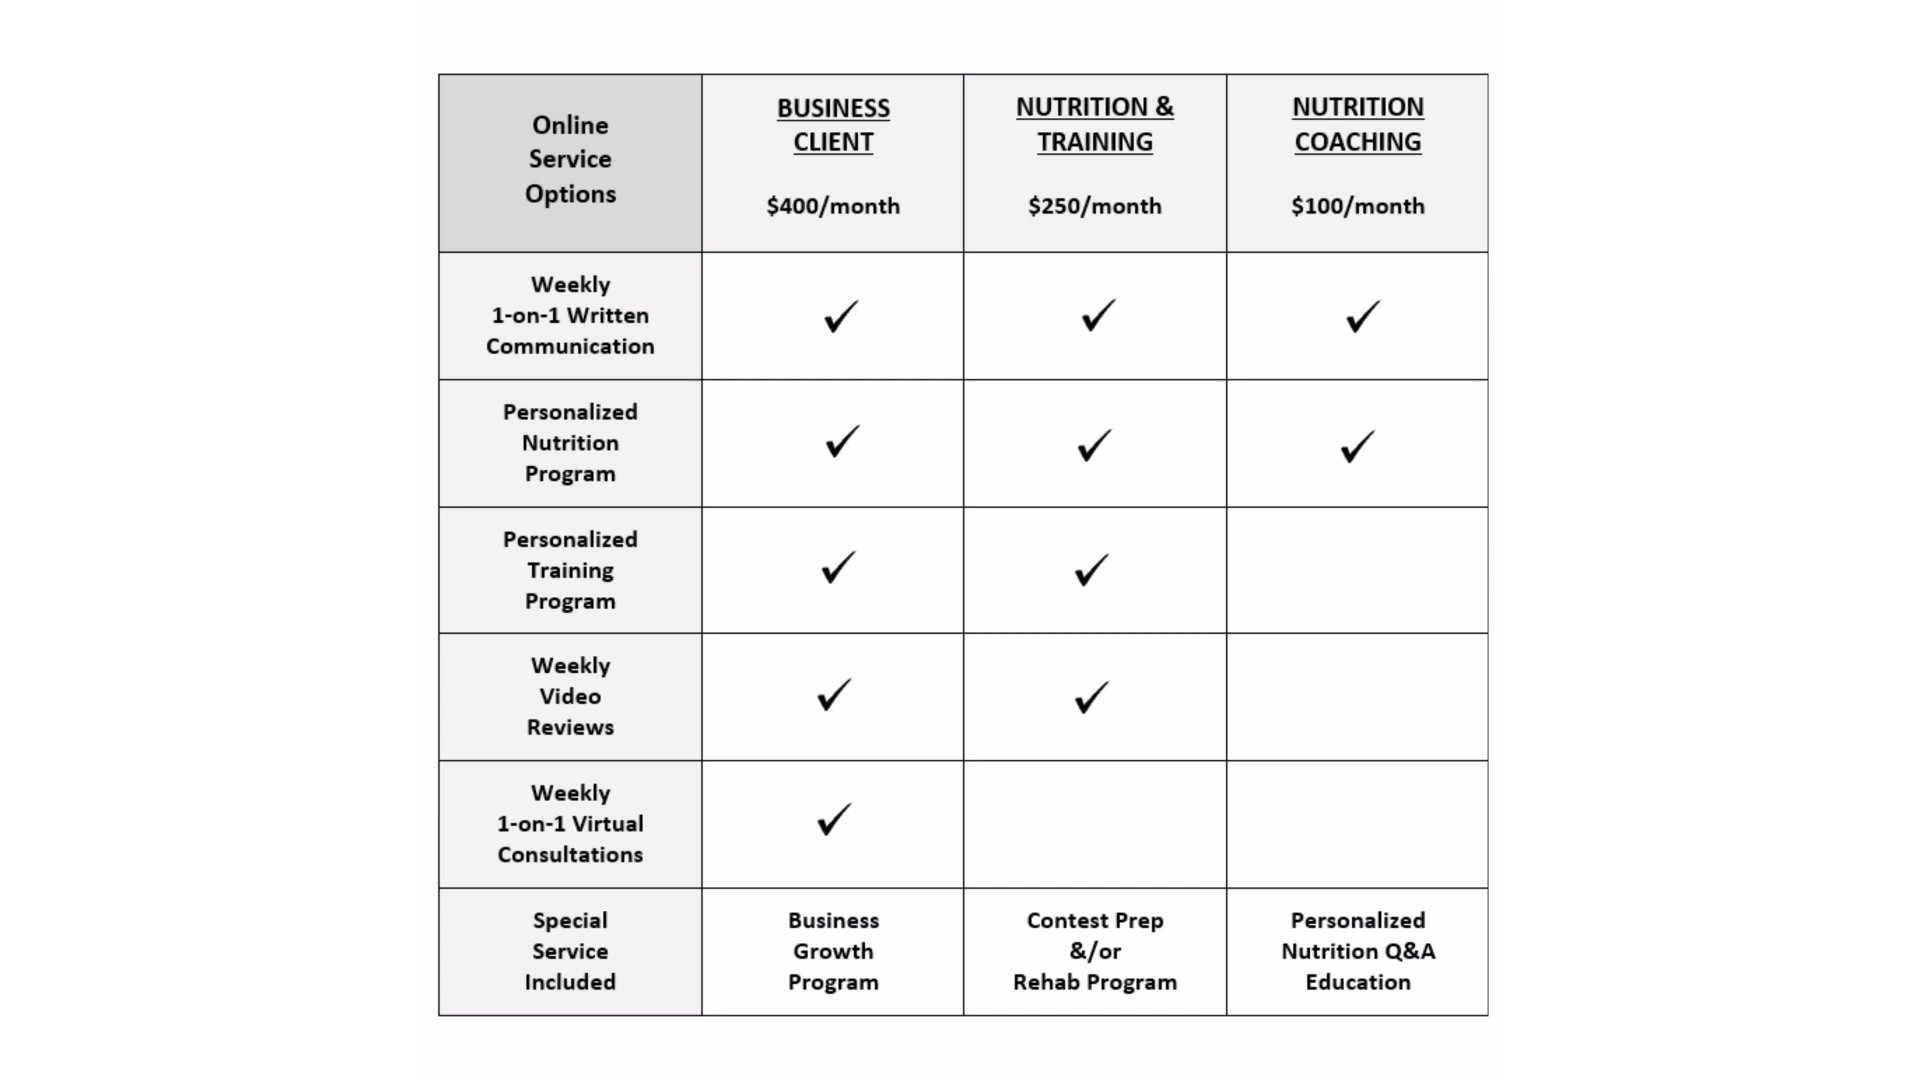 Online
Service
Options
BUSINESS
CLIENT
$400/month
NUTRITION &
TRAINING
$250/month
NUTRITION
COACHING
$100/month
Weekly
1-on-1 Written
Communication
Personalized
Nutrition
Program
Personalized
Training
Program
Weekly
Video
Reviews
Weekly
1-on-1 Virtual
Consultations
Special
Service
Included
Business
Growth
Program
Contest Prep
&/or
Rehab Program
Personalized
Nutrition Q&A
Education